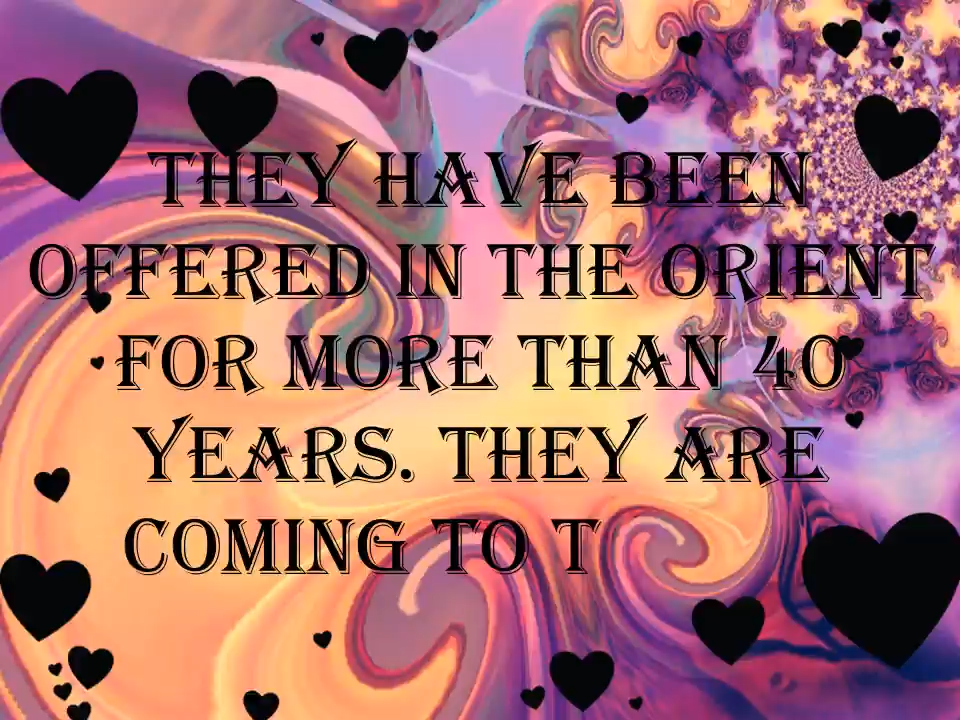 THEY HAVE BEEN
OFFERED IN THE ORIENT
FOR MORE THAN 40
YEARS. THEY ARE
COMING TO T